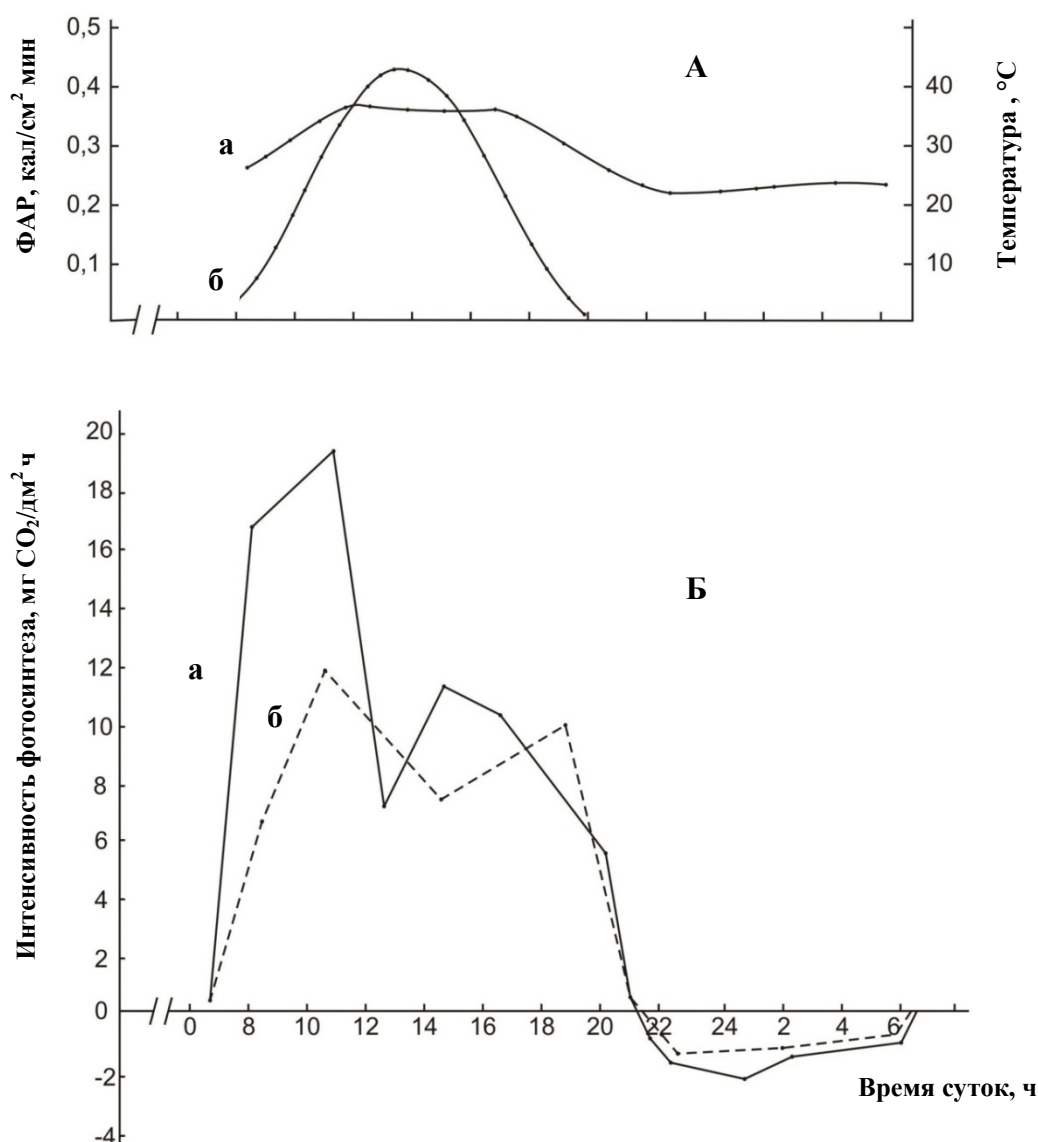 ФАР, кал/см² мин
0,5
0,4
0,3
0,2
0,1
а
б
А
40
30
20
10
Температура , °С
Интенсивность фотосинтеза, мг СО₂/дм² ч
20
18
16
14
12
10
8
6
4
2
0
-2
-4
а
б
Б
0 8 10 12 14 16 18 20 22 24 2 4 6
Время суток, ч